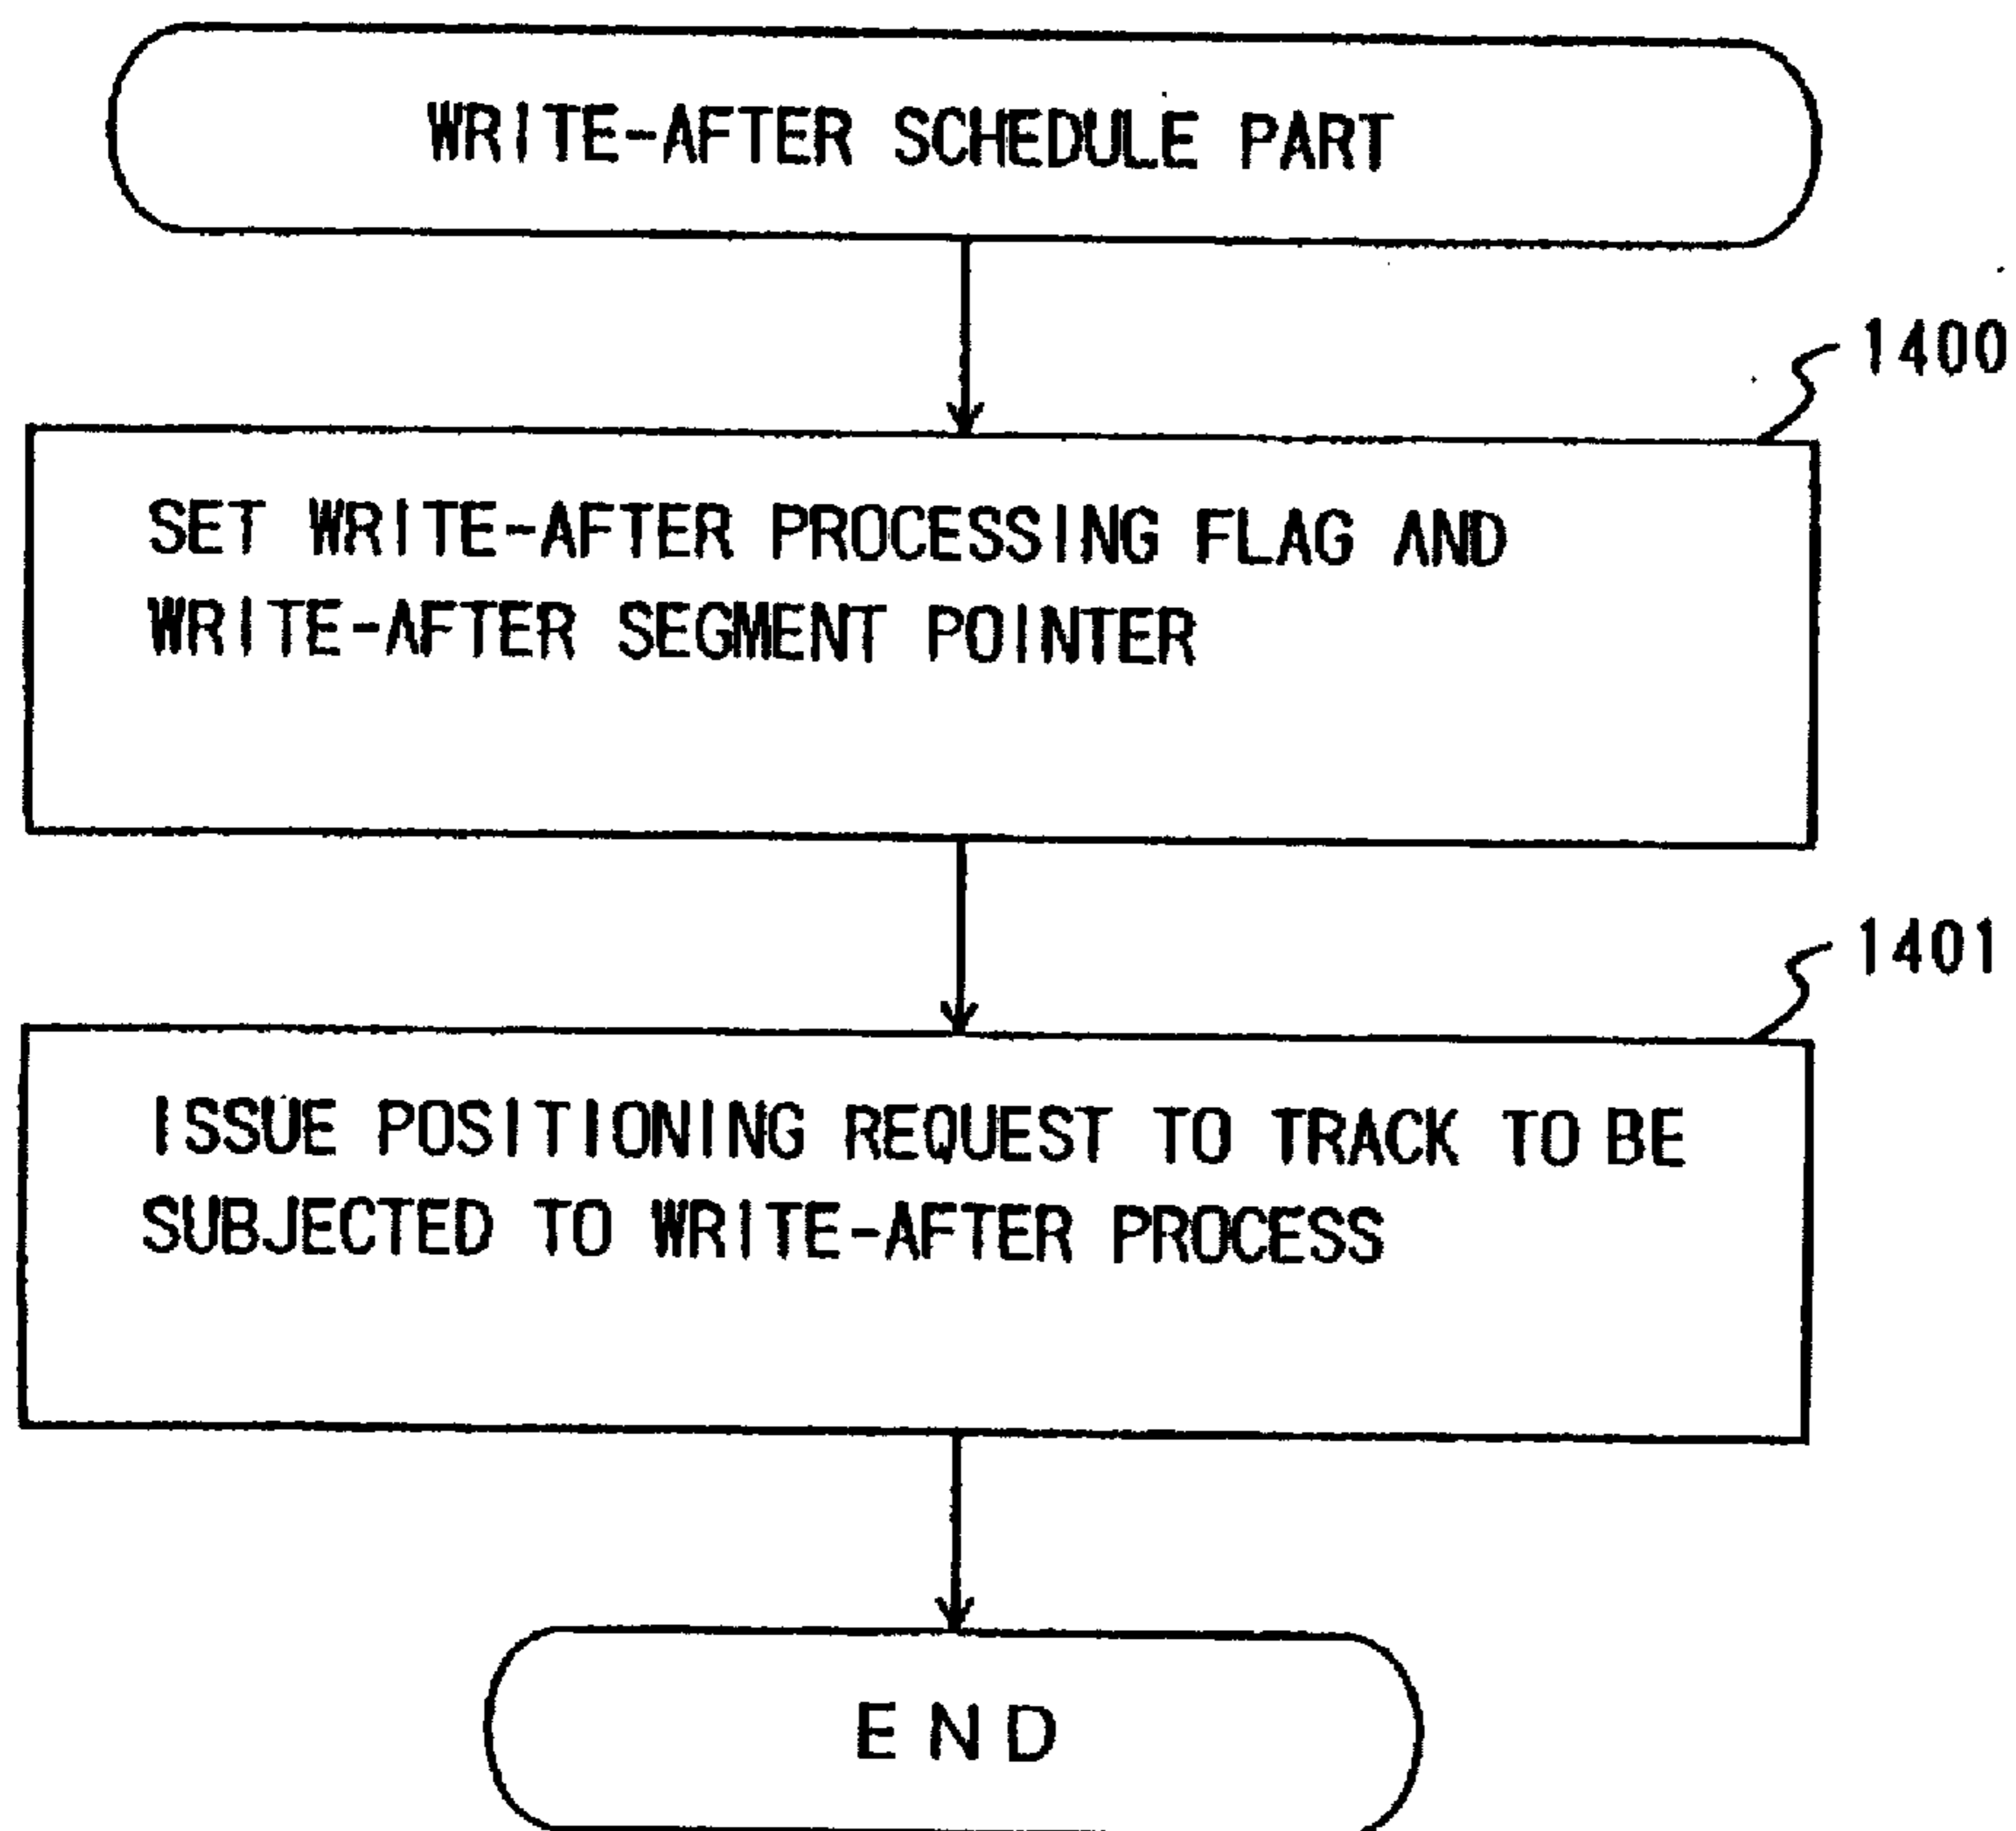 WRITE-AFTER SCHEDULE PART
1400
SET WRITE-AFTER PROCESSING FLAG AND
WRITE-AFTER SEGMENT POINTER
1401
ISSUE POSITIONING REQUEST TO TRACK TO BE
SUBJECTED TO WRITE-AFTER PROCESS
END